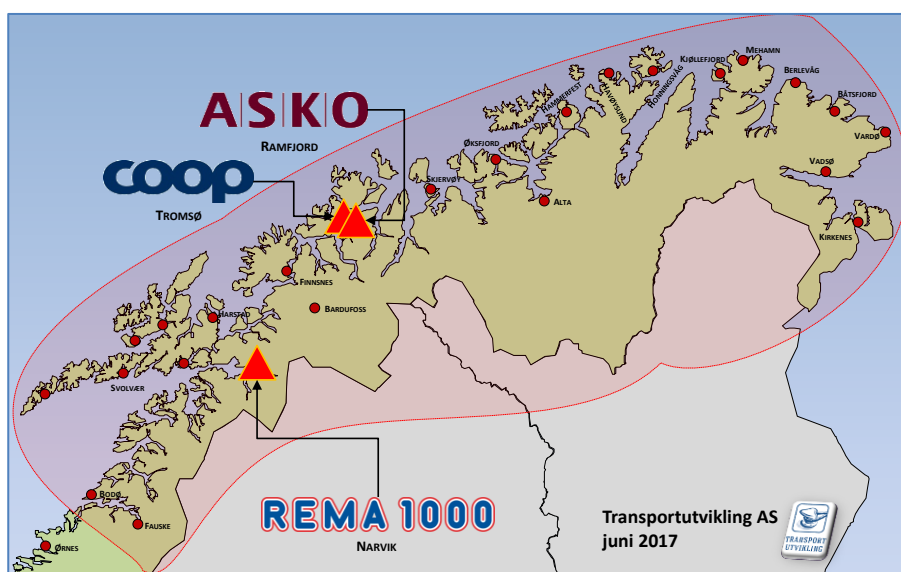 MEHAMN
KJØLLEFJORD
BERLEVÅG
HONNINGSVÅG
HAVØYSUND
HAMMERFEST
BÅTSFJORD
A|S|K|O
RAMFJORD
VARDØ
ØKSFJORD
VADSØ
coop
SKJERVØY
TROMSØ
ALTA
KIRKENES
FINNSNES
BARDUFOSS
HARSTAD
SVOLVÆR
BODØ
REMA 1000
FAUSKE
NARVIK
ØRNES
Transportutvikling AS
juni 2017
TRANSPORT
UTVIKLING